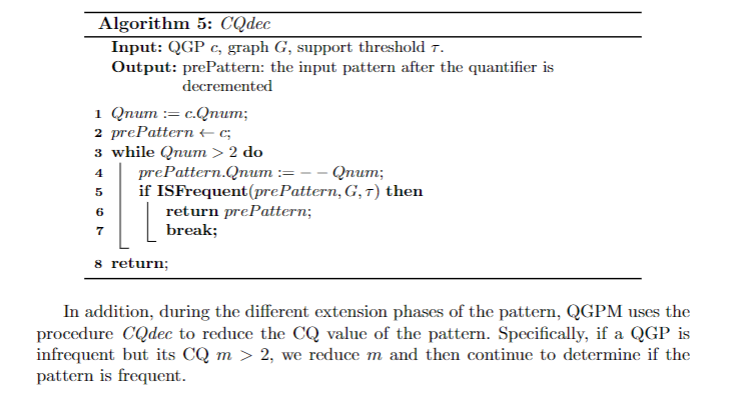 Algorithm 5: CQdec
Input: QGP c, graph G, support threshold τ.
Output: prePattern: the input pattern after the quantifier is
decremented
1 Qnum := c.Qnum;
2 prePattern ← c;
3 while Qnum > 2 do
4 prePattern.Qnum := − − Qnum;
5 if ISFrequent(prePattern, G, τ) then
6 return prePattern;
7 break;
8 return;
In addition, during the different extension phases of the pattern, QGPM uses the
procedure CQdec to reduce the CQ value of the pattern. Specifically, if a QGP is
infrequent but its CQ m > 2, we reduce m and then continue to determine if the
pattern is frequent.